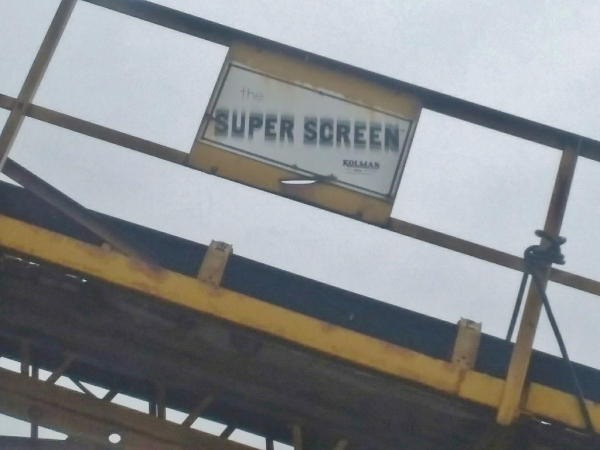 the
SUPER SCREEN
KOLMAN